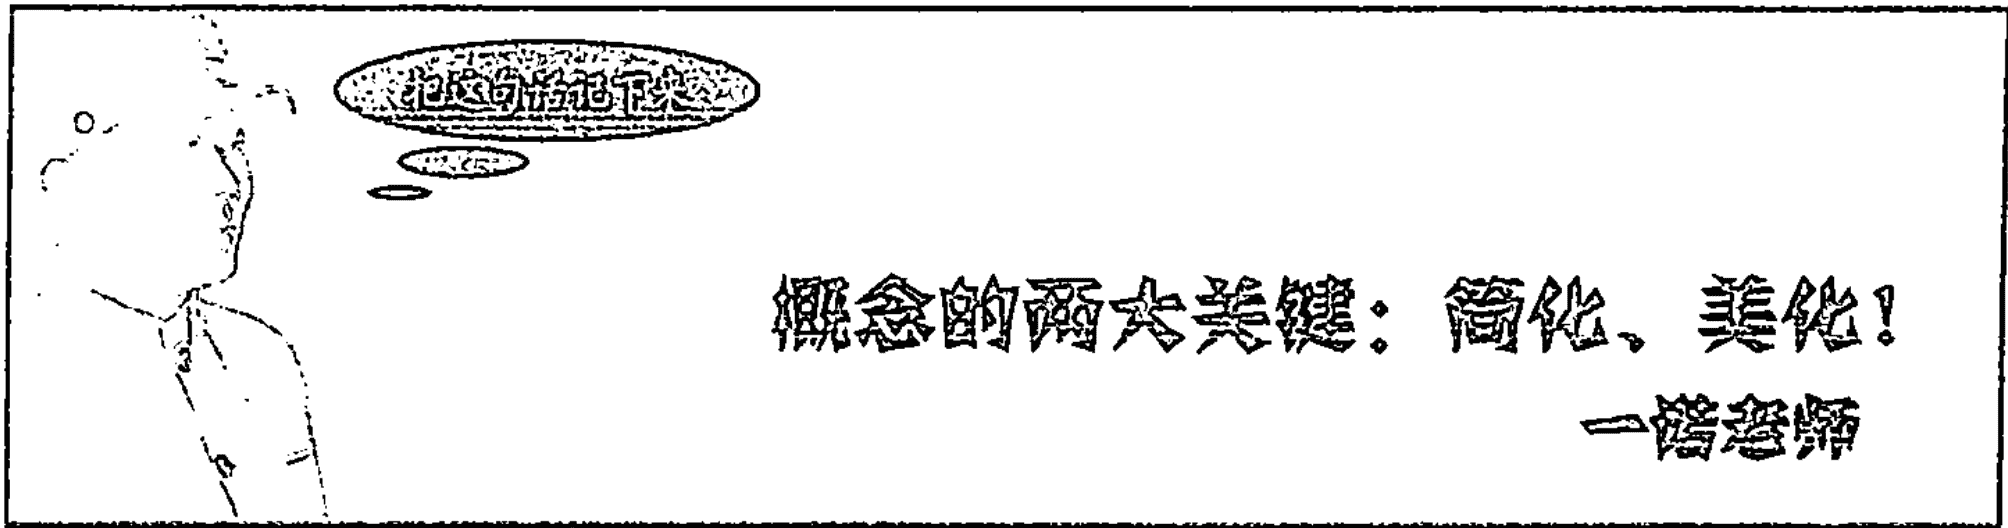 把这句话记下来
概念的两大关键：简化、美化！
一诺老师